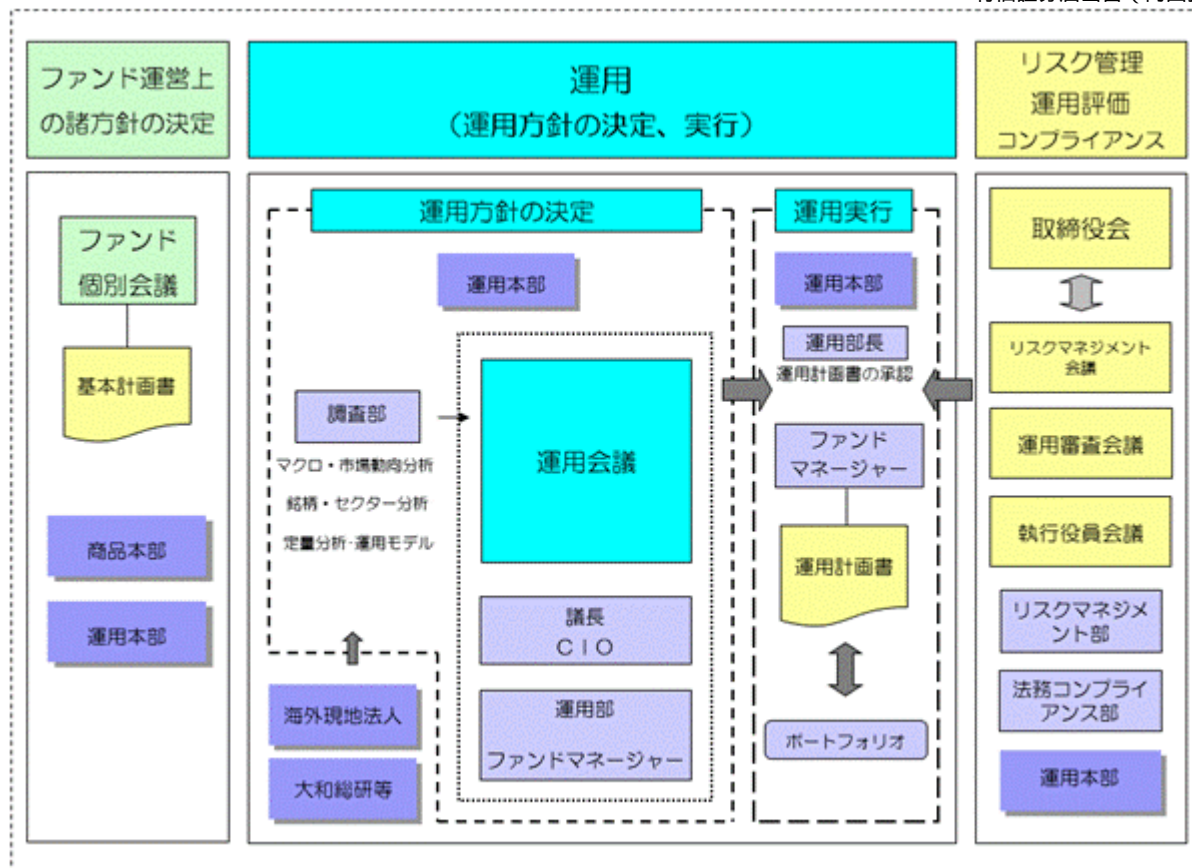 ファンド運営上
の諸方針の決定
運用
（運用方針の決定、実行）
リスク管理
運用評価
コンプライアンス
ファンド
個別会議
基本計画書
商品本部
運用本部
運用方針の決定
運用本部
調査部
マクロ・市場動向分析
銘柄・セクター分析
定量分析・運用モデル
運用会議
議長
ＣＩＯ
運用部
ファンドマネージャー
海外現地法人
大和総研等
運用実行
運用本部
運用部長
運用計画書の承認
ファンド
マネージャー
運用計画書
ポートフォリオ
取締役会
リスクマネジメント
会議
運用審査会議
執行役員会議
リスクマネジメ
ント部
法務コンプライ
アンス部
運用本部